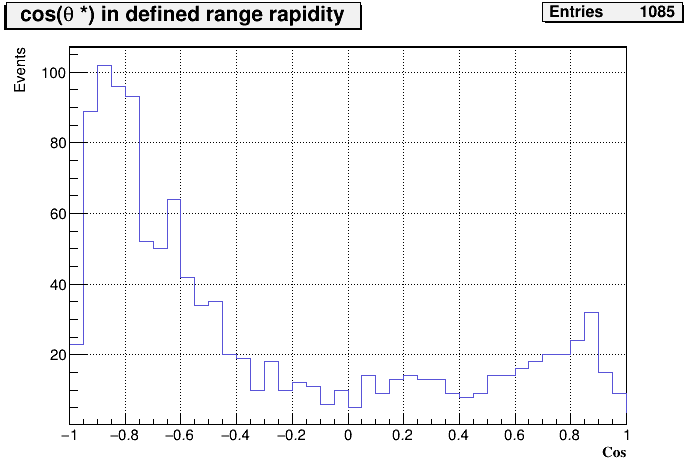 cos(θ *) in defined range rapidity
Entries 1085
Events
100
80
60
40
20
−1 −0.8 −0.6 −0.4 −0.2 0 0.2 0.4 0.6 0.8 1
Cos